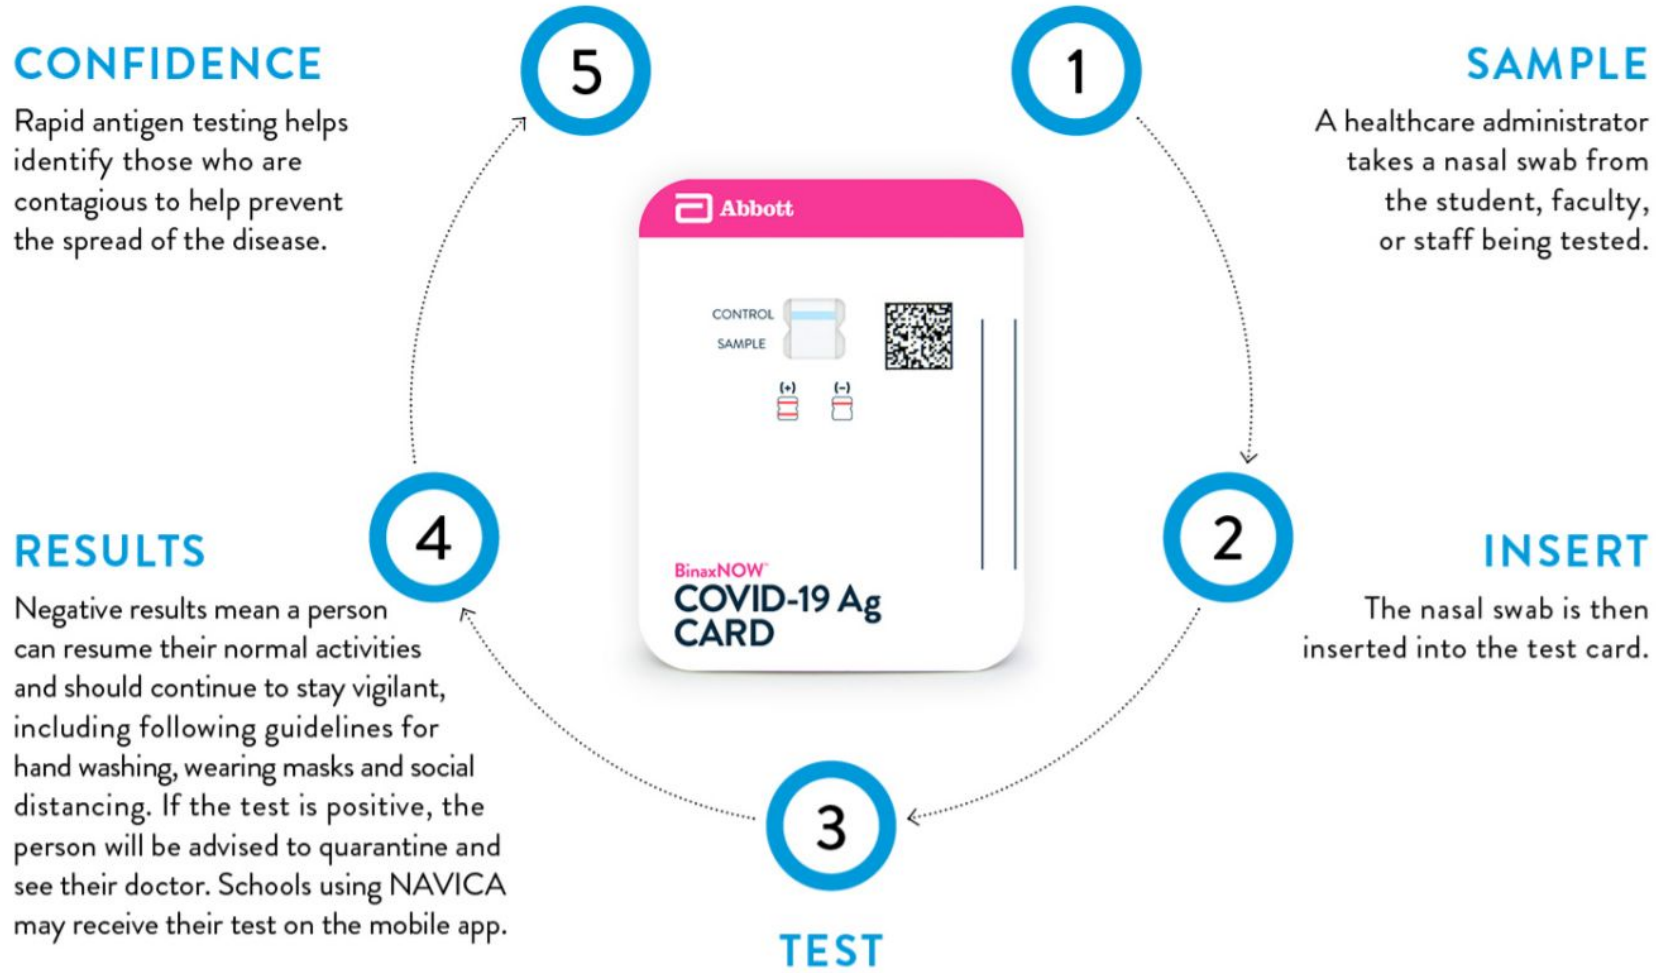 1
SAMPLE
A healthcare administrator
takes a nasal swab from
the student, faculty,
or staff being tested.
2
INSERT
The nasal swab is then
inserted into the test card.
3
TEST
4
RESULTS
Negative results mean a person
can resume their normal activities
and should continue to stay vigilant,
including following guidelines for
hand washing, wearing masks and social
distancing. If the test is positive, the
person will be advised to quarantine and
see their doctor. Schools using NAVICA
may receive their test on the mobile app.
5
CONFIDENCE
Rapid antigen testing helps
identify those who are
contagious to help prevent
the spread of the disease.
Abbott
CONTROL
SAMPLE
(+) (-)
BinaxNOW™
COVID-19 Ag
CARD